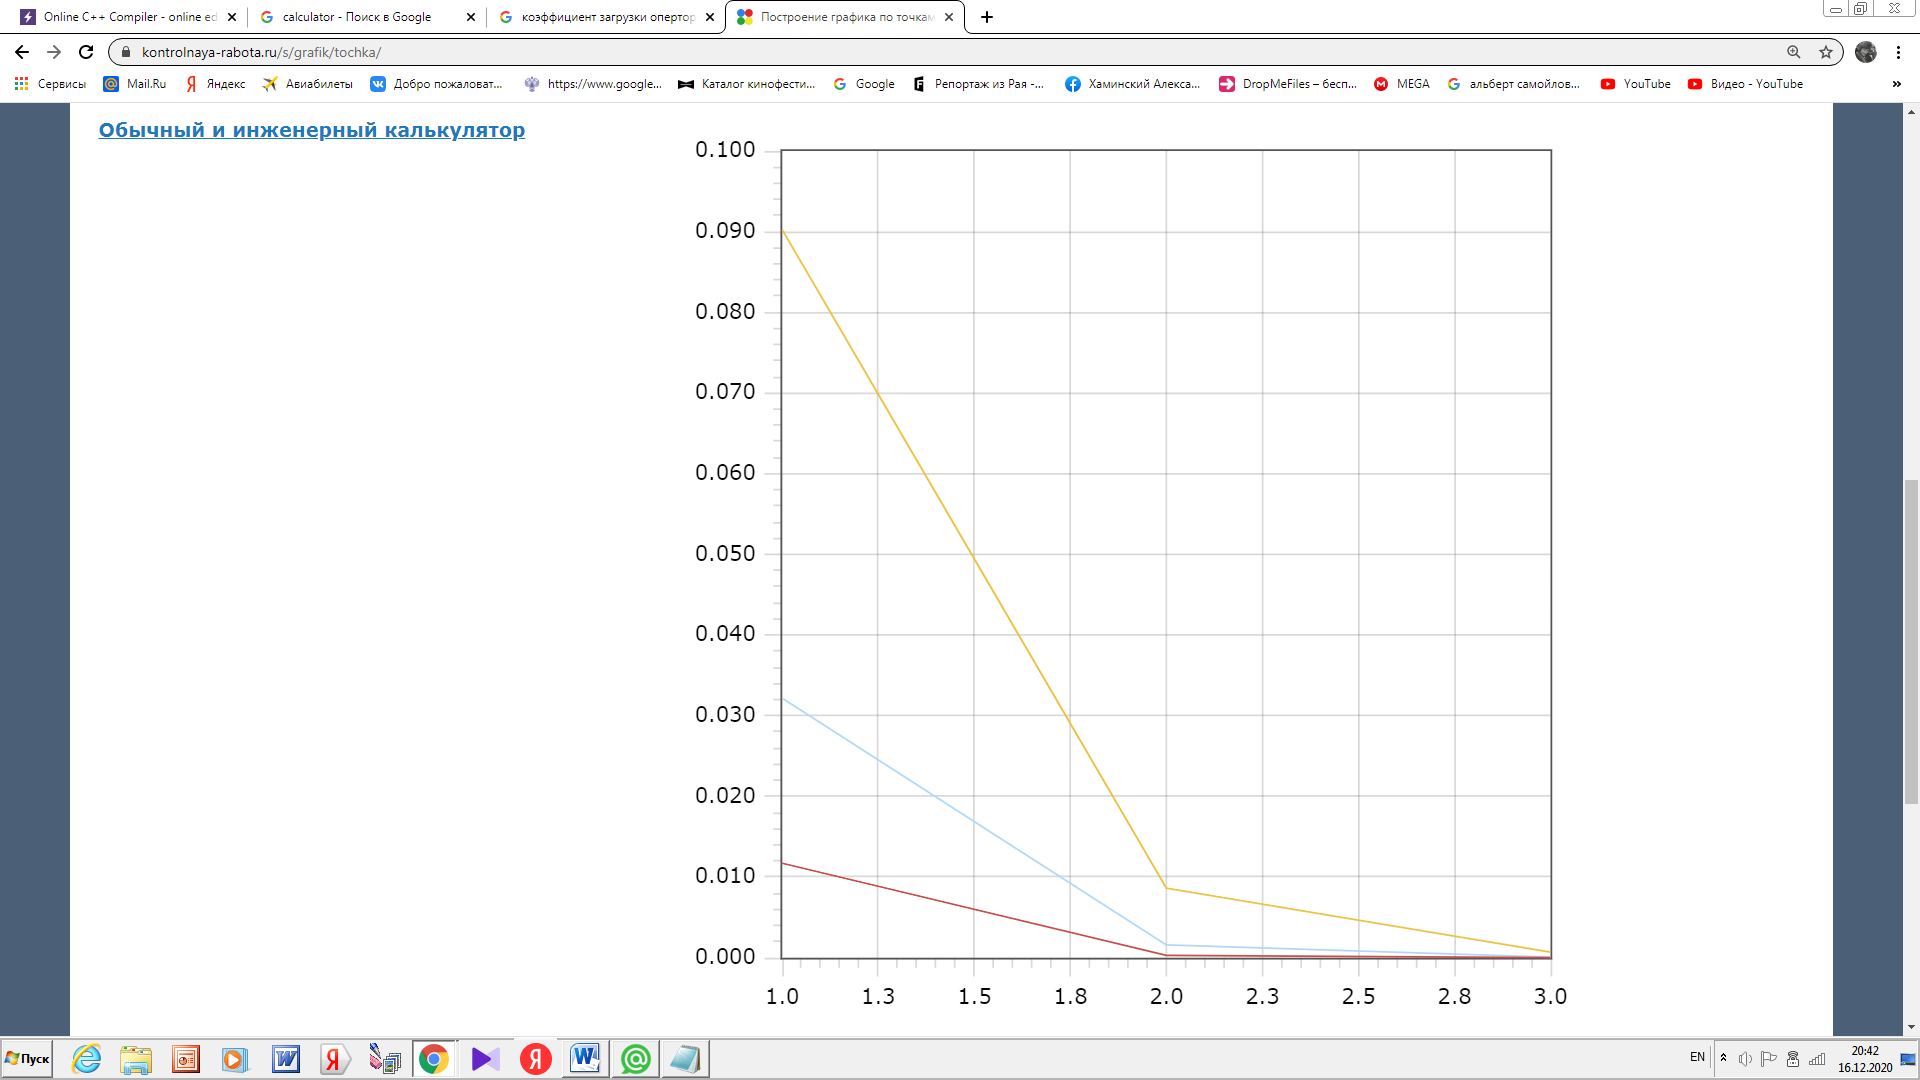 Online C++ Compiler - online ed
calculator - Поиск в Google
коэффициент загрузки опертор
Построение графика по точкам
kontrolnaya-rabota.ru/s/grafik/tochka/
Сервисы
Mail.Ru
Яндекс
Авиабилеты
Добро пожаловат...
https://www.google...
Каталог кинофести...
Google
Репортаж из Рая -...
Хаминский Алекса...
DropMeFiles – бесп...
MEGA
альберт самойлов...
YouTube
Видео - YouTube
»
Обычный и инженерный калькулятор
0.100
0.090
0.080
0.070
0.060
0.050
0.040
0.030
0.020
0.010
0.000
1.0 1.3 1.5 1.8 2.0 2.3 2.5 2.8 3.0
Пуск
EN
20:42
16.12.2020